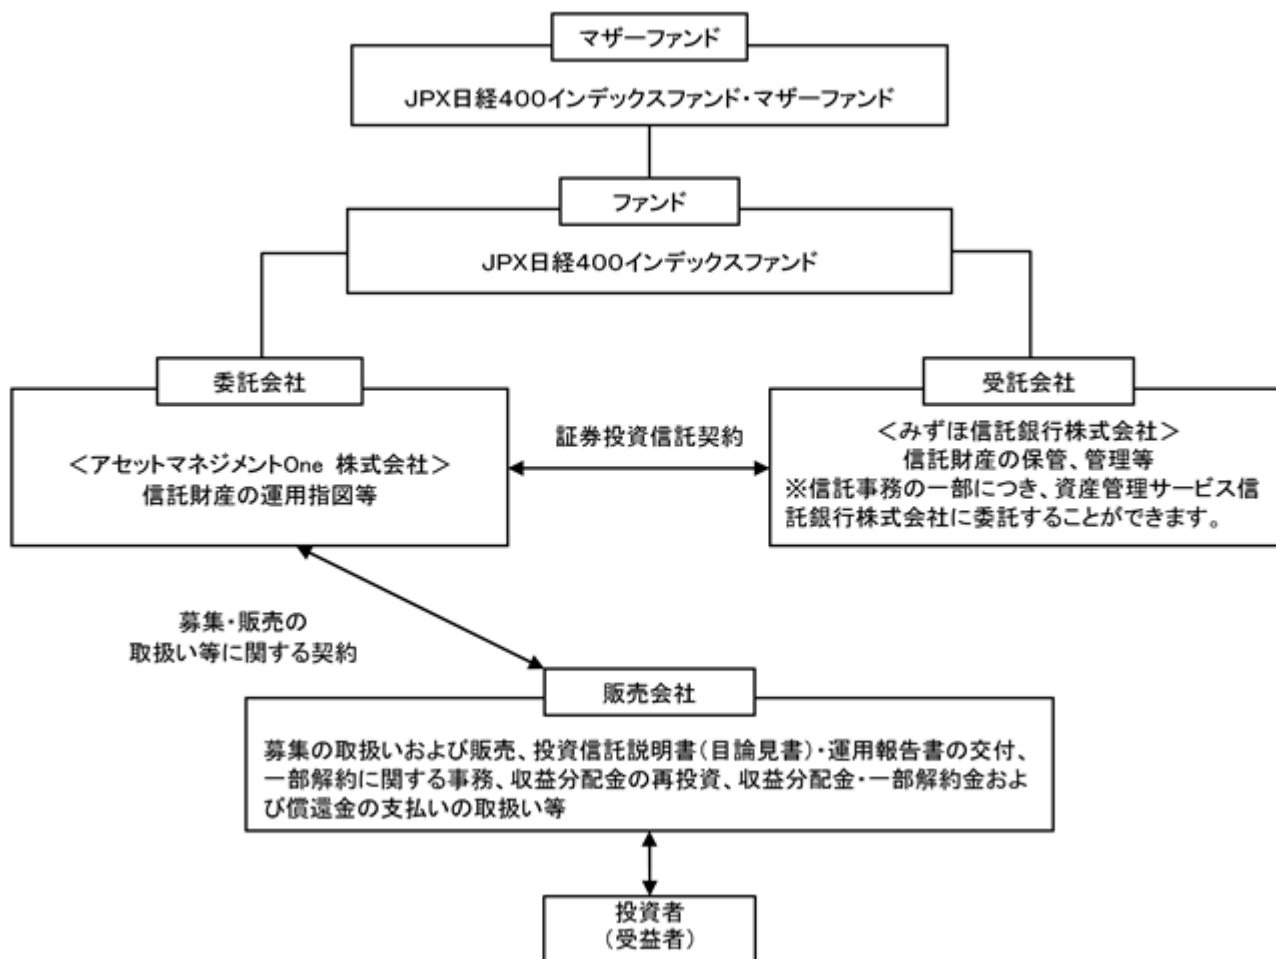 マザーファンド
JPX日経400インデックスファンド・マザーファンド
ファンド
JPX日経400インデックスファンド
委託会社
<アセットマネジメントOne 株式会社>
信託財産の運用指図等
証券投資信託契約
受託会社
<みずほ信託銀行株式会社>
信託財産の保管、管理等
※信託事務の一部につき、資産管理サービス信
託銀行株式会社に委託することができます。
募集・販売の
取扱い等に関する契約
販売会社
募集の取扱いおよび販売、投資信託説明書(目論見書)・運用報告書の交付、
一部解約に関する事務、収益分配金の再投資、収益分配金・一部解約金およ
び償還金の支払いの取扱い等
投資者
(受益者)